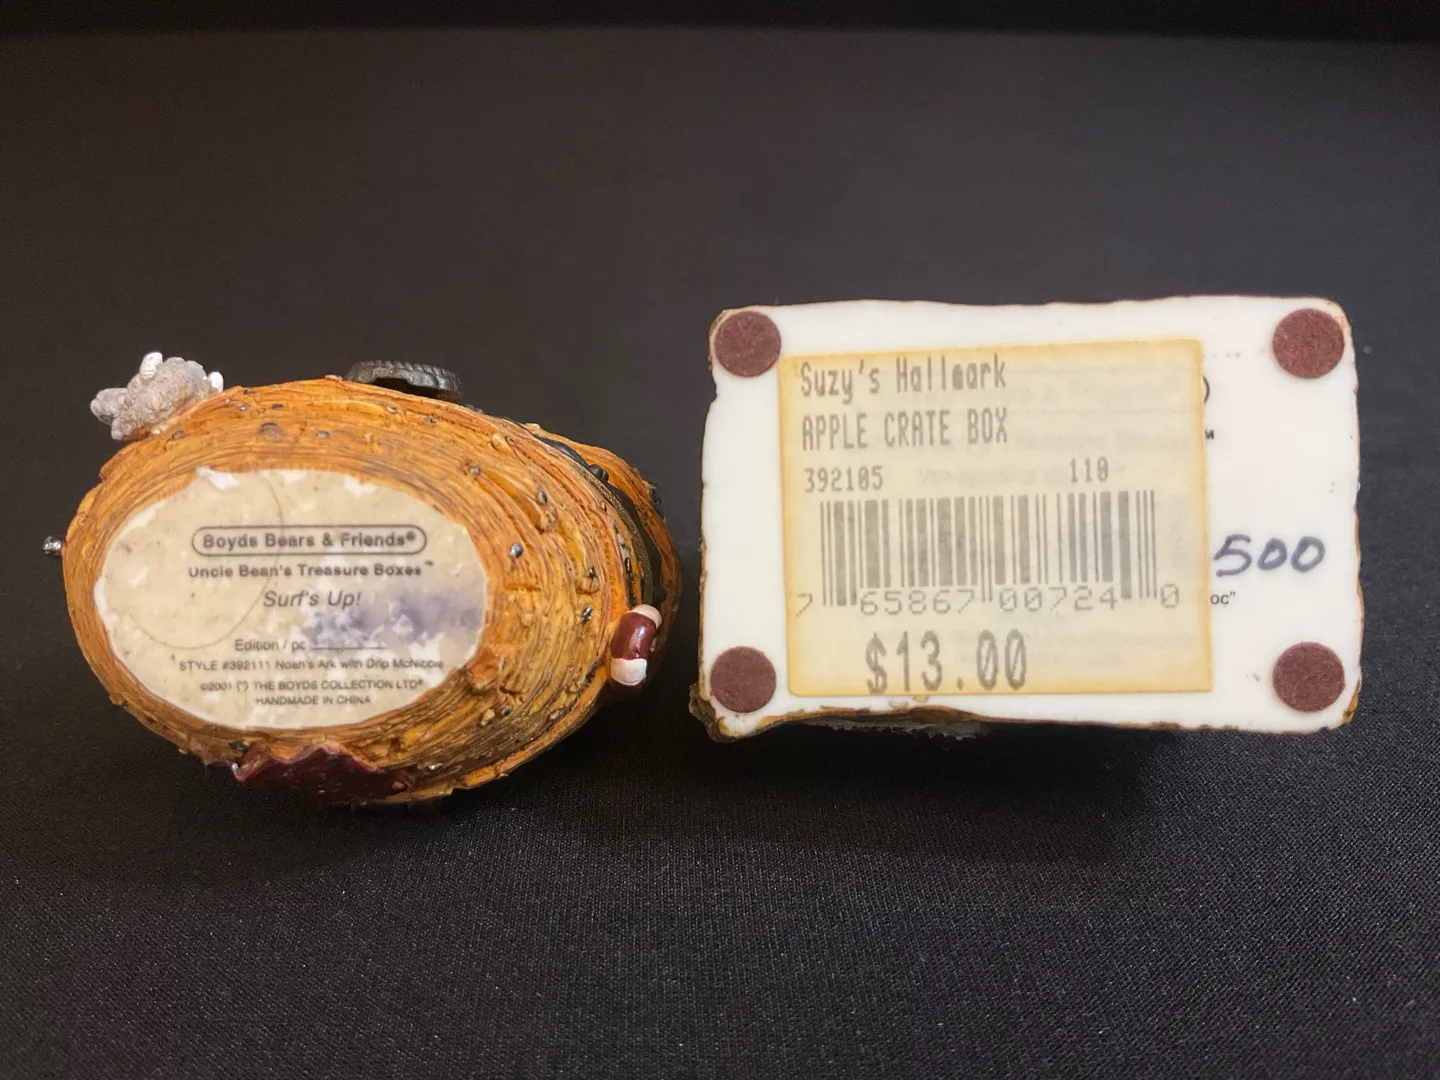 Boyds Bears & Friends®
Uncle Bean's Treasure Boxes™
Surf's Up!
Edition / pc
STYLE #392111 Noah's Ark with Drip McNibble
©2001 THE BOYDS COLLECTION LTD®
HANDMADE IN CHINA
Suzy's Hallmark
APPLE CRATE BOX
392105 110
7 65867 00724 0
$13.00
)
™
500
oc"